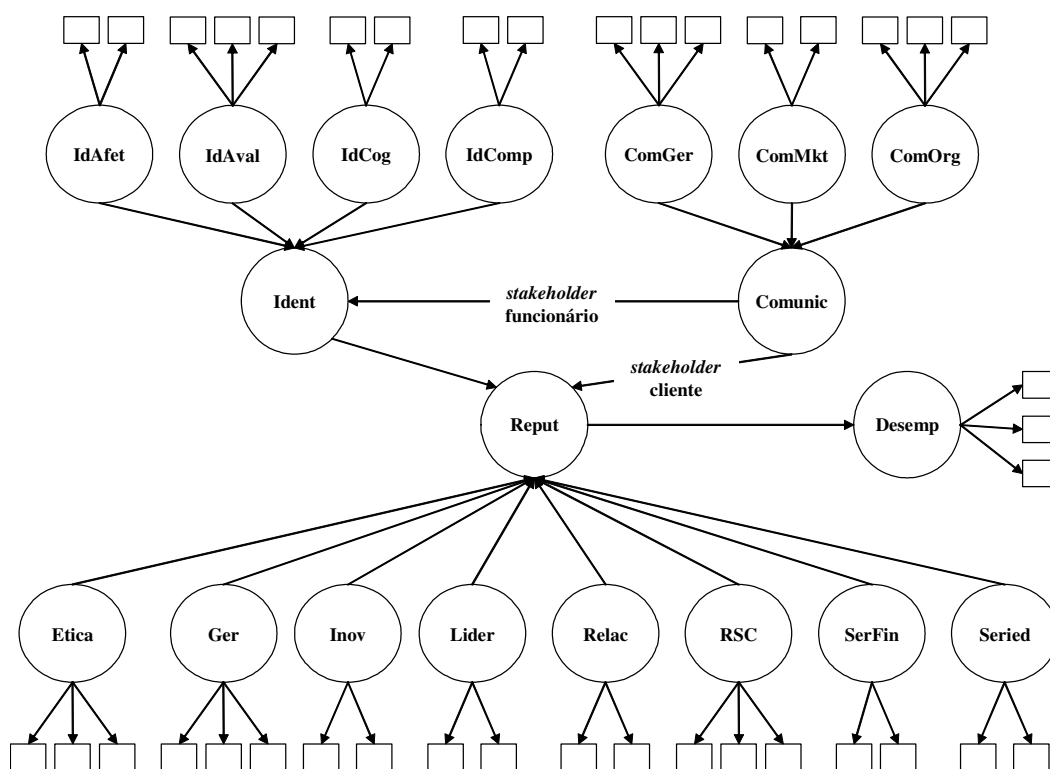 IdAfet
IdAval
IdCog
IdComp
ComGer
ComMkt
ComOrg
Ident
stakeholder
funcionário
Comunic
stakeholder
cliente
Reput
Desemp
Etica
Ger
Inov
Lider
Relac
RSC
SerFin
Seried